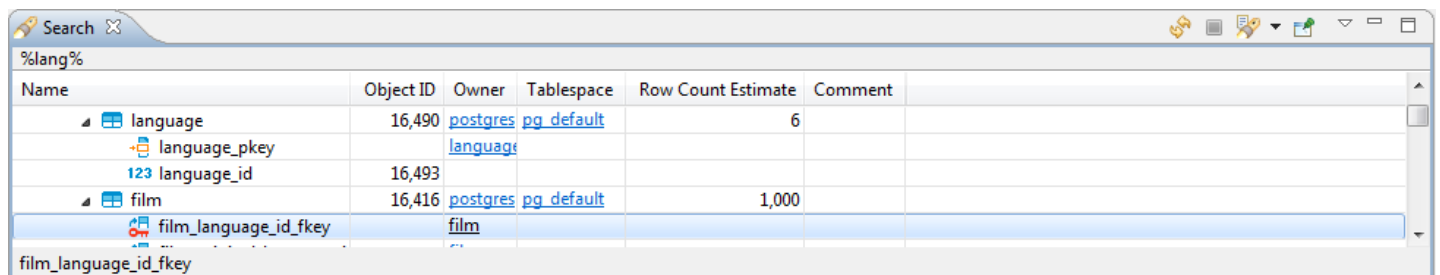 Search
%lang%
Name Object ID Owner Tablespace Row Count Estimate Comment
language 16,490 postgres pg_default 6
language_pkey language
123 language_id 16,493
film 16,416 postgres pg_default 1,000
film_language_id_fkey film
film_language_id_fkey